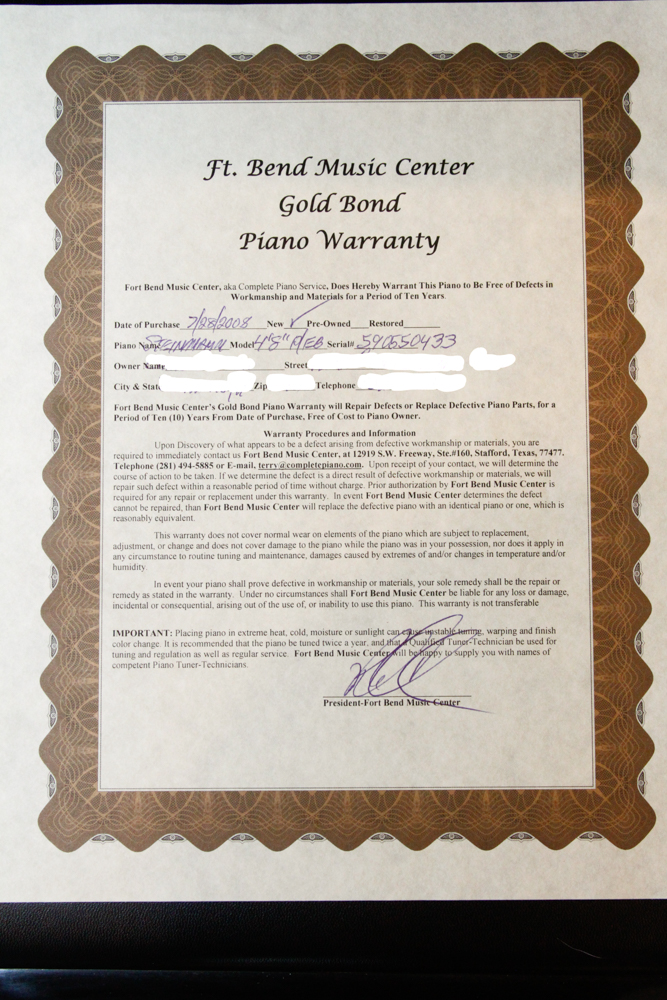 Ft. Bend Music Center
Gold Bond
Piano Warranty
Fort Bend Music Center, aka Complete Piano Service, Does Hereby Warrant This Piano to Be Free of Defects in
Workmanship and Materials for a Period of Ten Years.
Date of Purchase 7/28/2008 New ✓ Pre-Owned Restored
Piano Name Model 4'8" P/EB Serial# 590550433
Owner Name Street
City & State Zip Telephone
Fort Bend Music Center's Gold Bond Piano Warranty will Repair Defects or Replace Defective Piano Parts, for a
Period of Ten (10) Years From Date of Purchase, Free of Cost to Piano Owner.
Warranty Procedures and Information
Upon Discovery of what appears to be a defect arising from defective workmanship or materials, you are
required to immediately contact us Fort Bend Music Center, at 12919 S.W. Freeway, Ste.#160, Stafford, Texas, 77477.
Telephone (281) 494-5885 or E-mail, terry@completepiano.com. Upon receipt of your contact, we will determine the
course of action to be taken. If we determine the defect is a direct result of defective workmanship or materials, we will
repair such defect within a reasonable period of time without charge. Prior authorization by Fort Bend Music Center is
required for any repair or replacement under this warranty. In event Fort Bend Music Center determines the defect
cannot be repaired, than Fort Bend Music Center will replace the defective piano with an identical piano or one, which is
reasonably equivalent.
This warranty does not cover normal wear on elements of the piano which are subject to replacement,
adjustment, or change and does not cover damage to the piano while the piano was in your possession, nor does it apply in
any circumstance to routine tuning and maintenance, damages caused by extremes of and/or changes in temperature and/or
humidity.
In event your piano shall prove defective in workmanship or materials, your sole remedy shall be the repair or
remedy as stated in the warranty. Under no circumstances shall Fort Bend Music Center be liable for any loss or damage,
incidental or consequential, arising out of the use of, or inability to use this piano. This warranty is not transferable
IMPORTANT: Placing piano in extreme heat, cold, moisture or sunlight can cause unstable tuning, warping and finish
color change. It is recommended that the piano be tuned twice a year, and that a Qualified Tuner-Technician be used for
tuning and regulation as well as regular service. Fort Bend Music Center will be happy to supply you with names of
competent Piano Tuner-Technicians.
President-Fort Bend Music Center